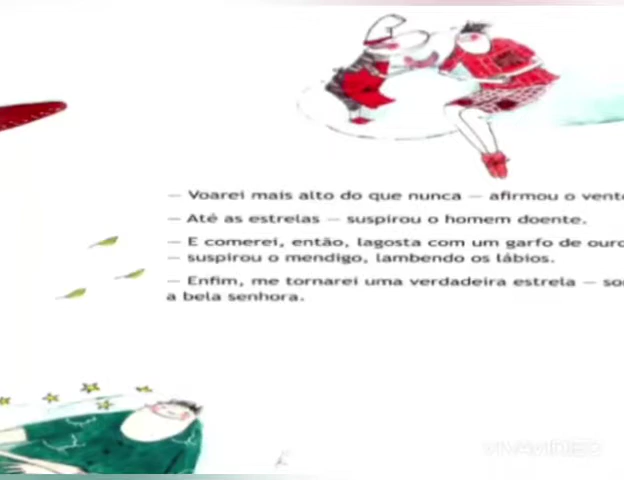 — Voarei mais alto do que nunca — afirmou o vento
— Até as estrelas — suspirou o homem doente.
— E comerei, então, lagosta com um garfo de ouro
— suspirou o mendigo, lambendo os lábios.
— Enfim, me tornarei uma verdadeira estrela —
a bela senhora.
VIVAVIDEO